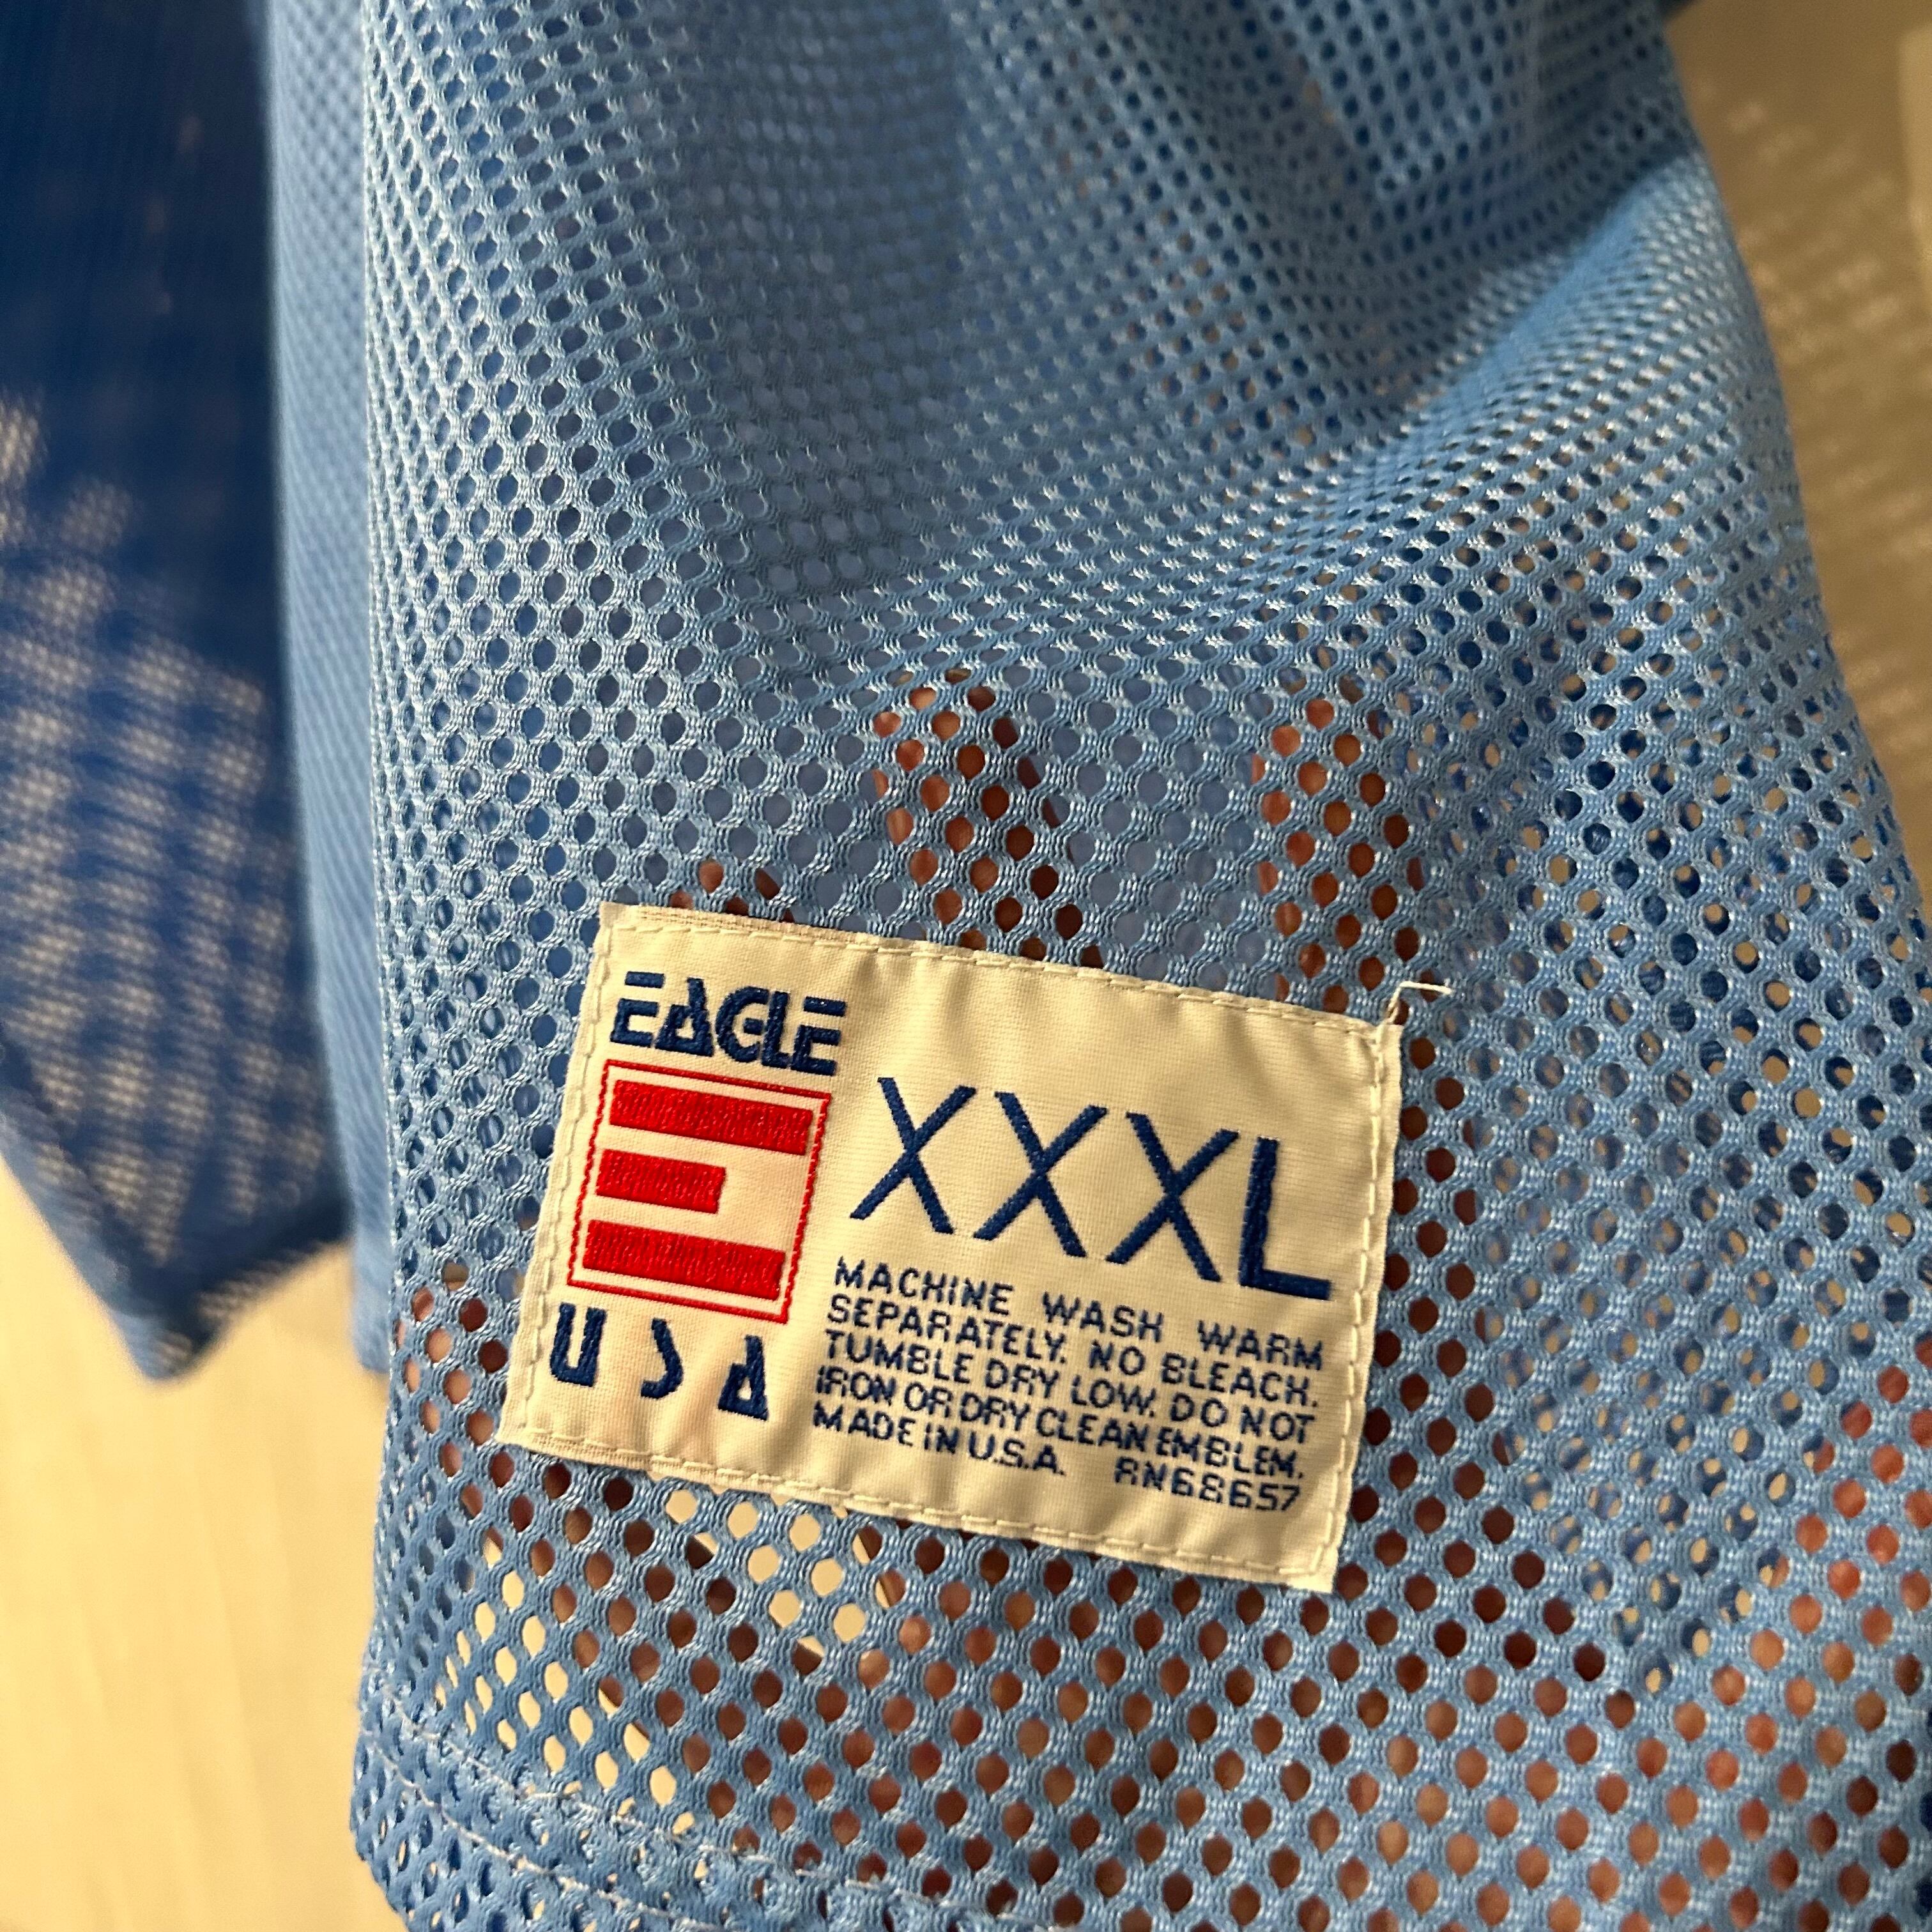 EAGLE
E
USA
XXXL
MACHINE WASH WARM
SEPARATELY. NO BLEACH.
TUMBLE DRY LOW. DO NOT
IRON OR DRY CLEAN EMBLEM.
MADE IN U.S.A. RN68657